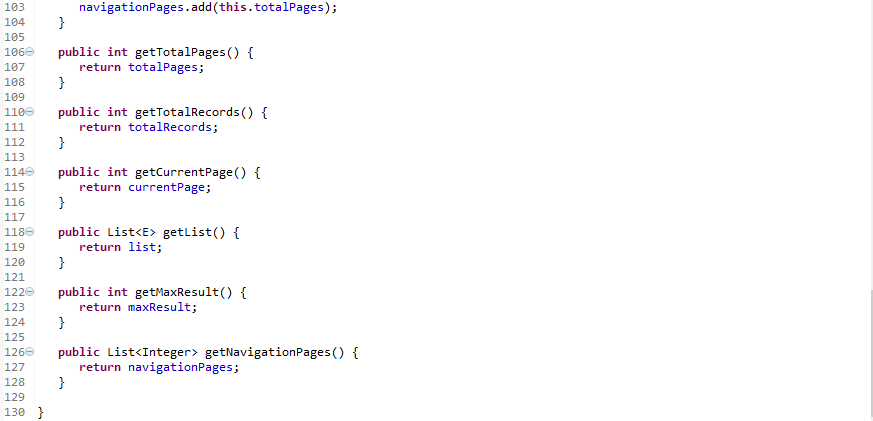 103 navigationPages.add(this.totalPages);
104 }
105
106 public int getTotalPages() {
107 return totalPages;
108 }
109
110 public int getTotalRecords() {
111 return totalRecords;
112 }
113
114 public int getCurrentPage() {
115 return currentPage;
116 }
117
118 public List<E> getList() {
119 return list;
120 }
121
122 public int getMaxResult() {
123 return maxResult;
124 }
125
126 public List<Integer> getNavigationPages() {
127 return navigationPages;
128 }
129
130 }